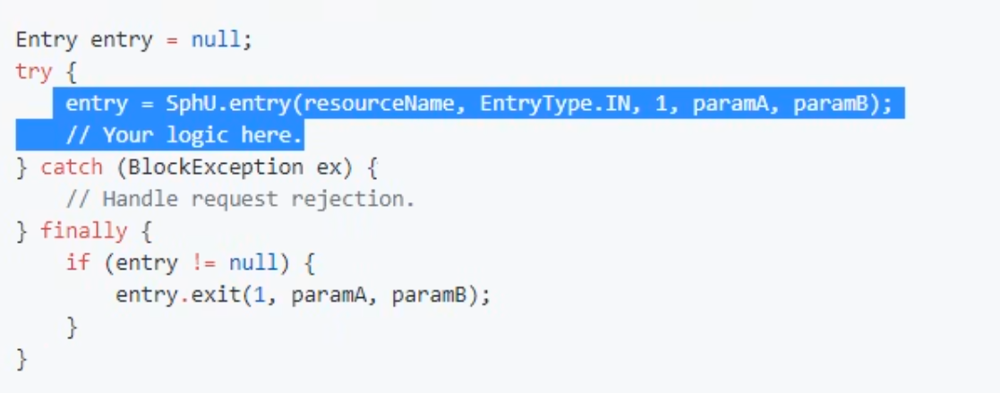 Entry entry = null;
try {
    entry = SphU.entry(resourceName, EntryType.IN, 1, paramA, paramB);
    // Your logic here.
} catch (BlockException ex) {
    // Handle request rejection.
} finally {
    if (entry != null) {
        entry.exit(1, paramA, paramB);
    }
}